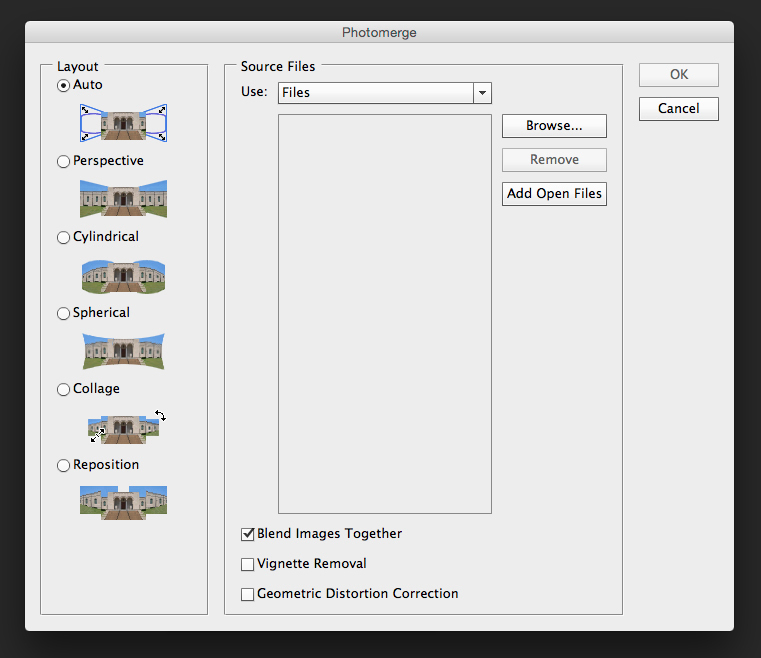 Photomerge
Layout
Auto
Perspective
Cylindrical
Spherical
Collage
Reposition
Source Files
Use: Files
Browse...
Remove
Add Open Files
Blend Images Together
Vignette Removal
Geometric Distortion Correction
OK
Cancel